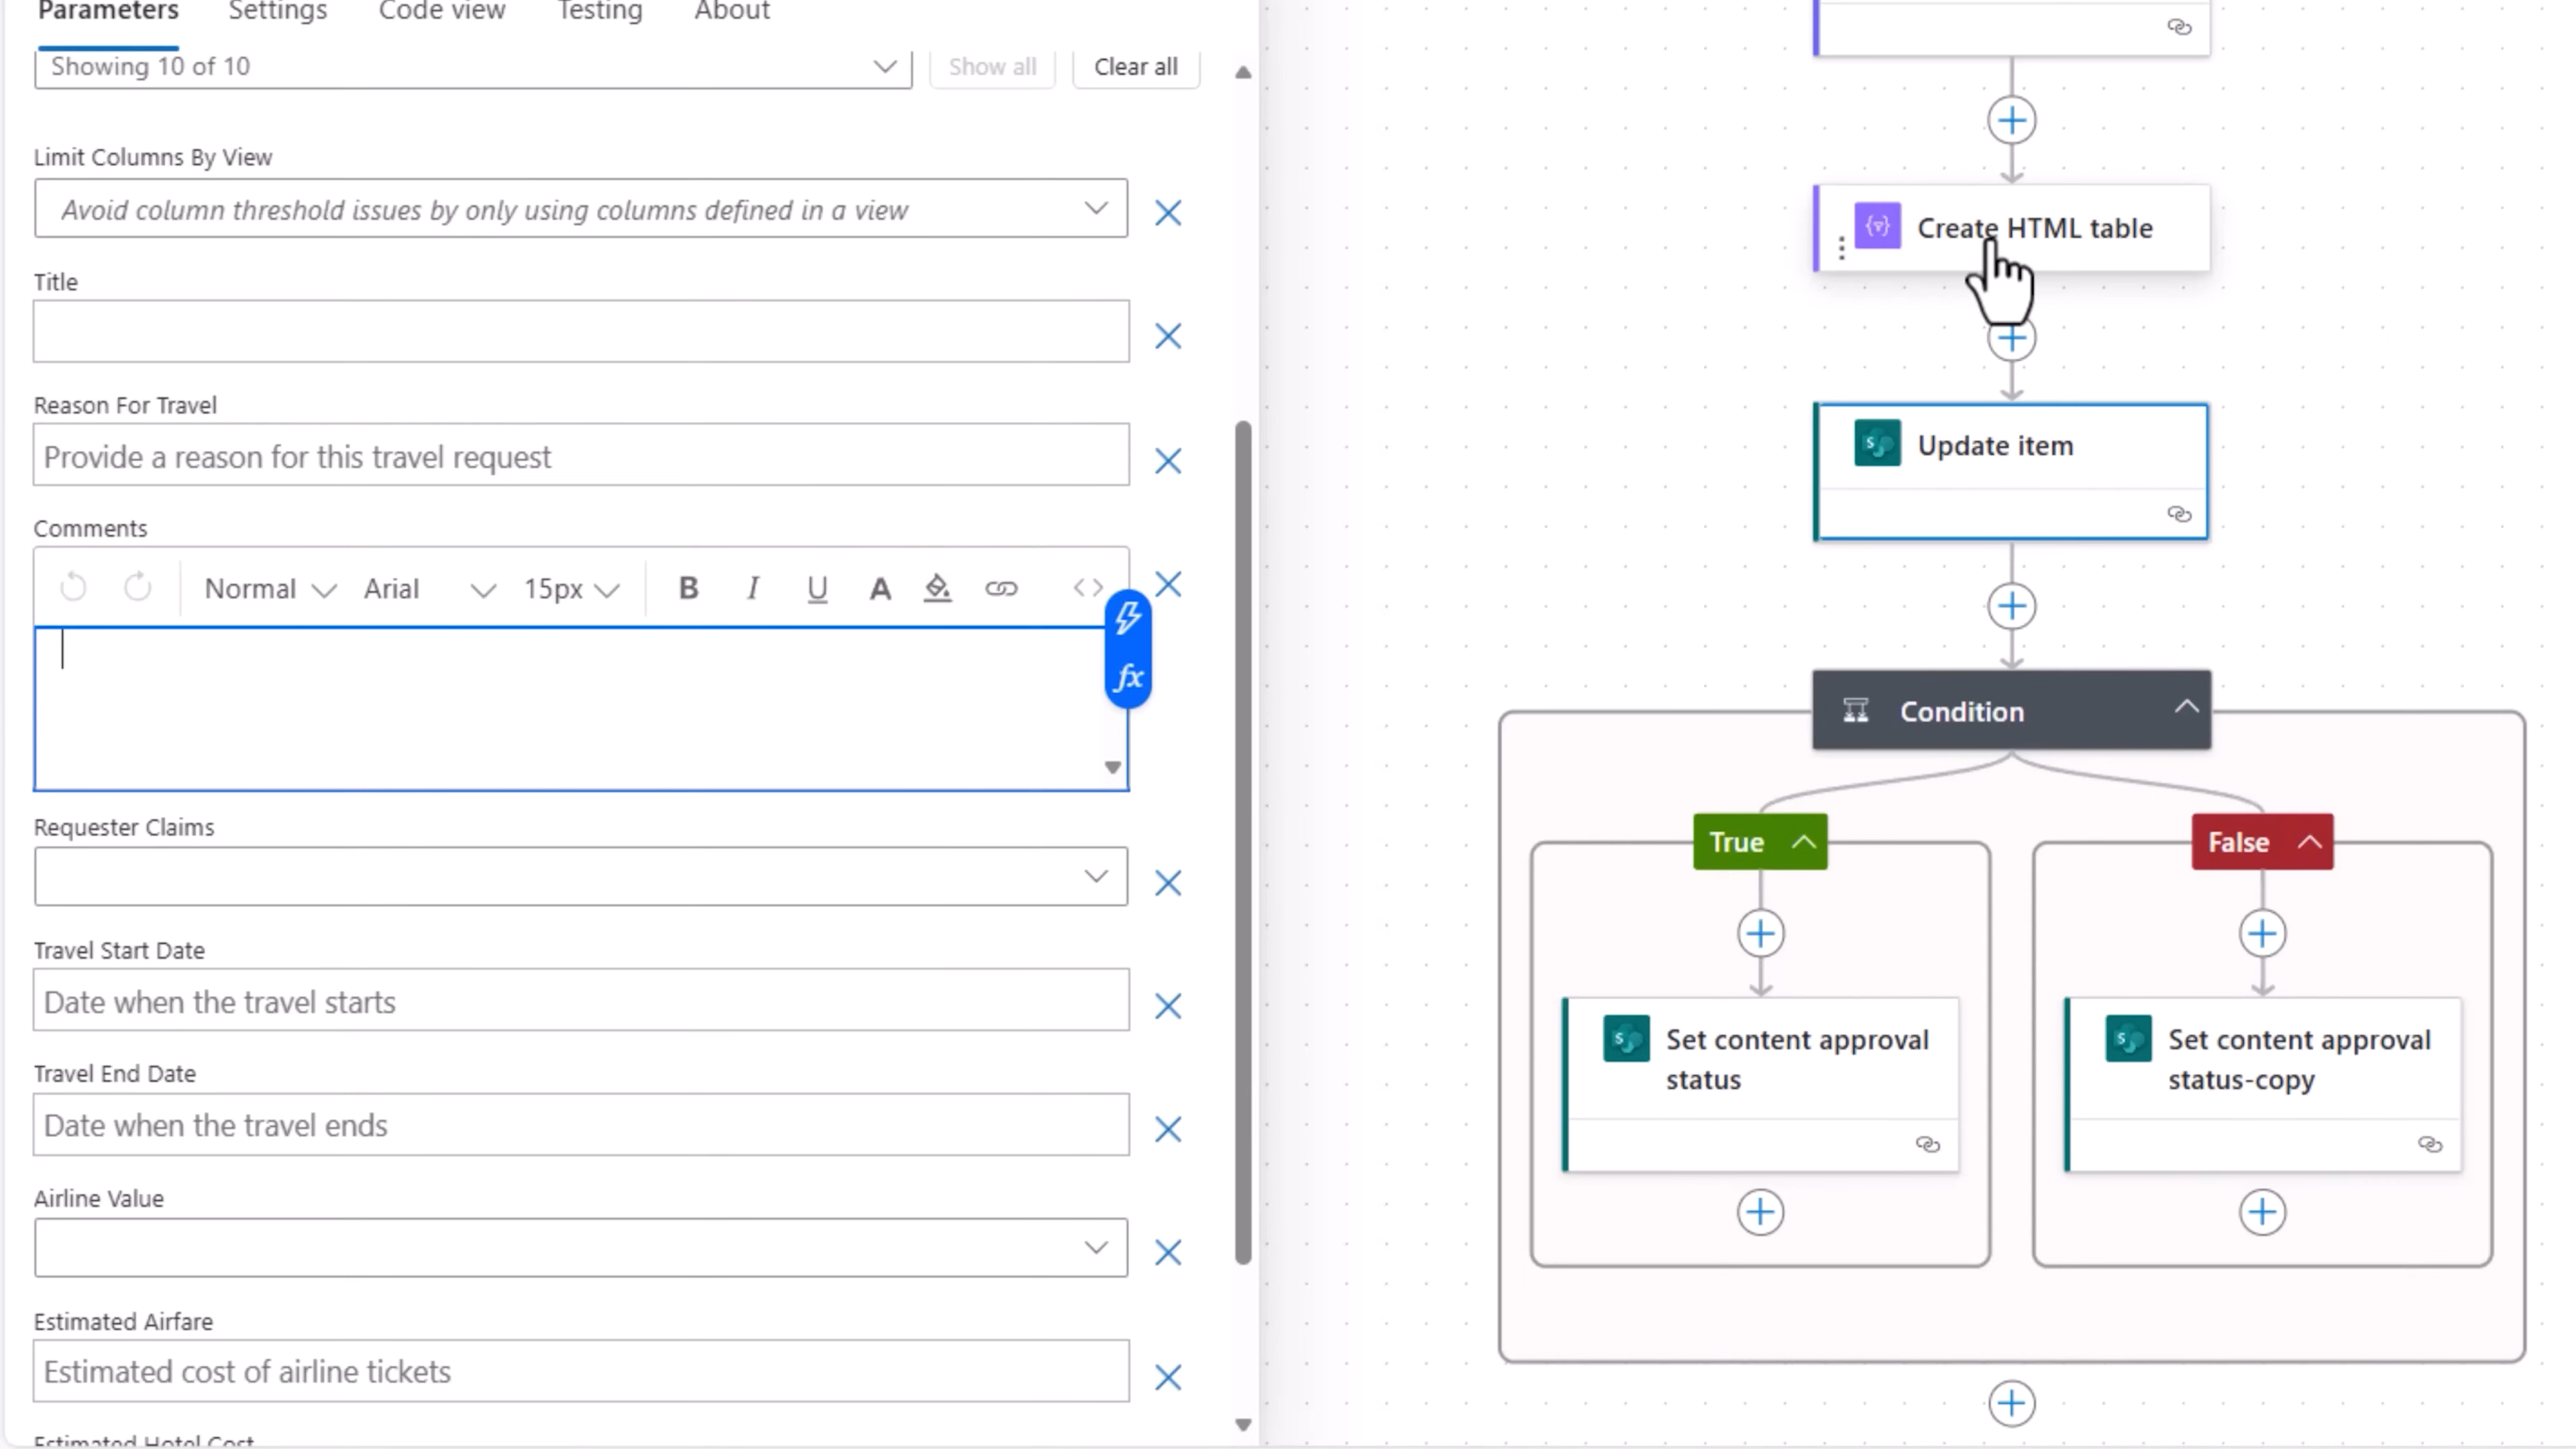 Parameters Settings Code view Testing About
Showing 10 of 10 Show all Clear all
Limit Columns By View
Avoid column threshold issues by only using columns defined in a view
Title
Reason For Travel
Provide a reason for this travel request
Comments
Normal Arial 15px B I U A <>
fx
Requester Claims
Travel Start Date
Date when the travel starts
Travel End Date
Date when the travel ends
Airline Value
Estimated Airfare
Estimated cost of airline tickets
Estimated Hotel Cost
Create HTML table
Update item
Condition
True
False
Set content approval
status
Set content approval
status-copy